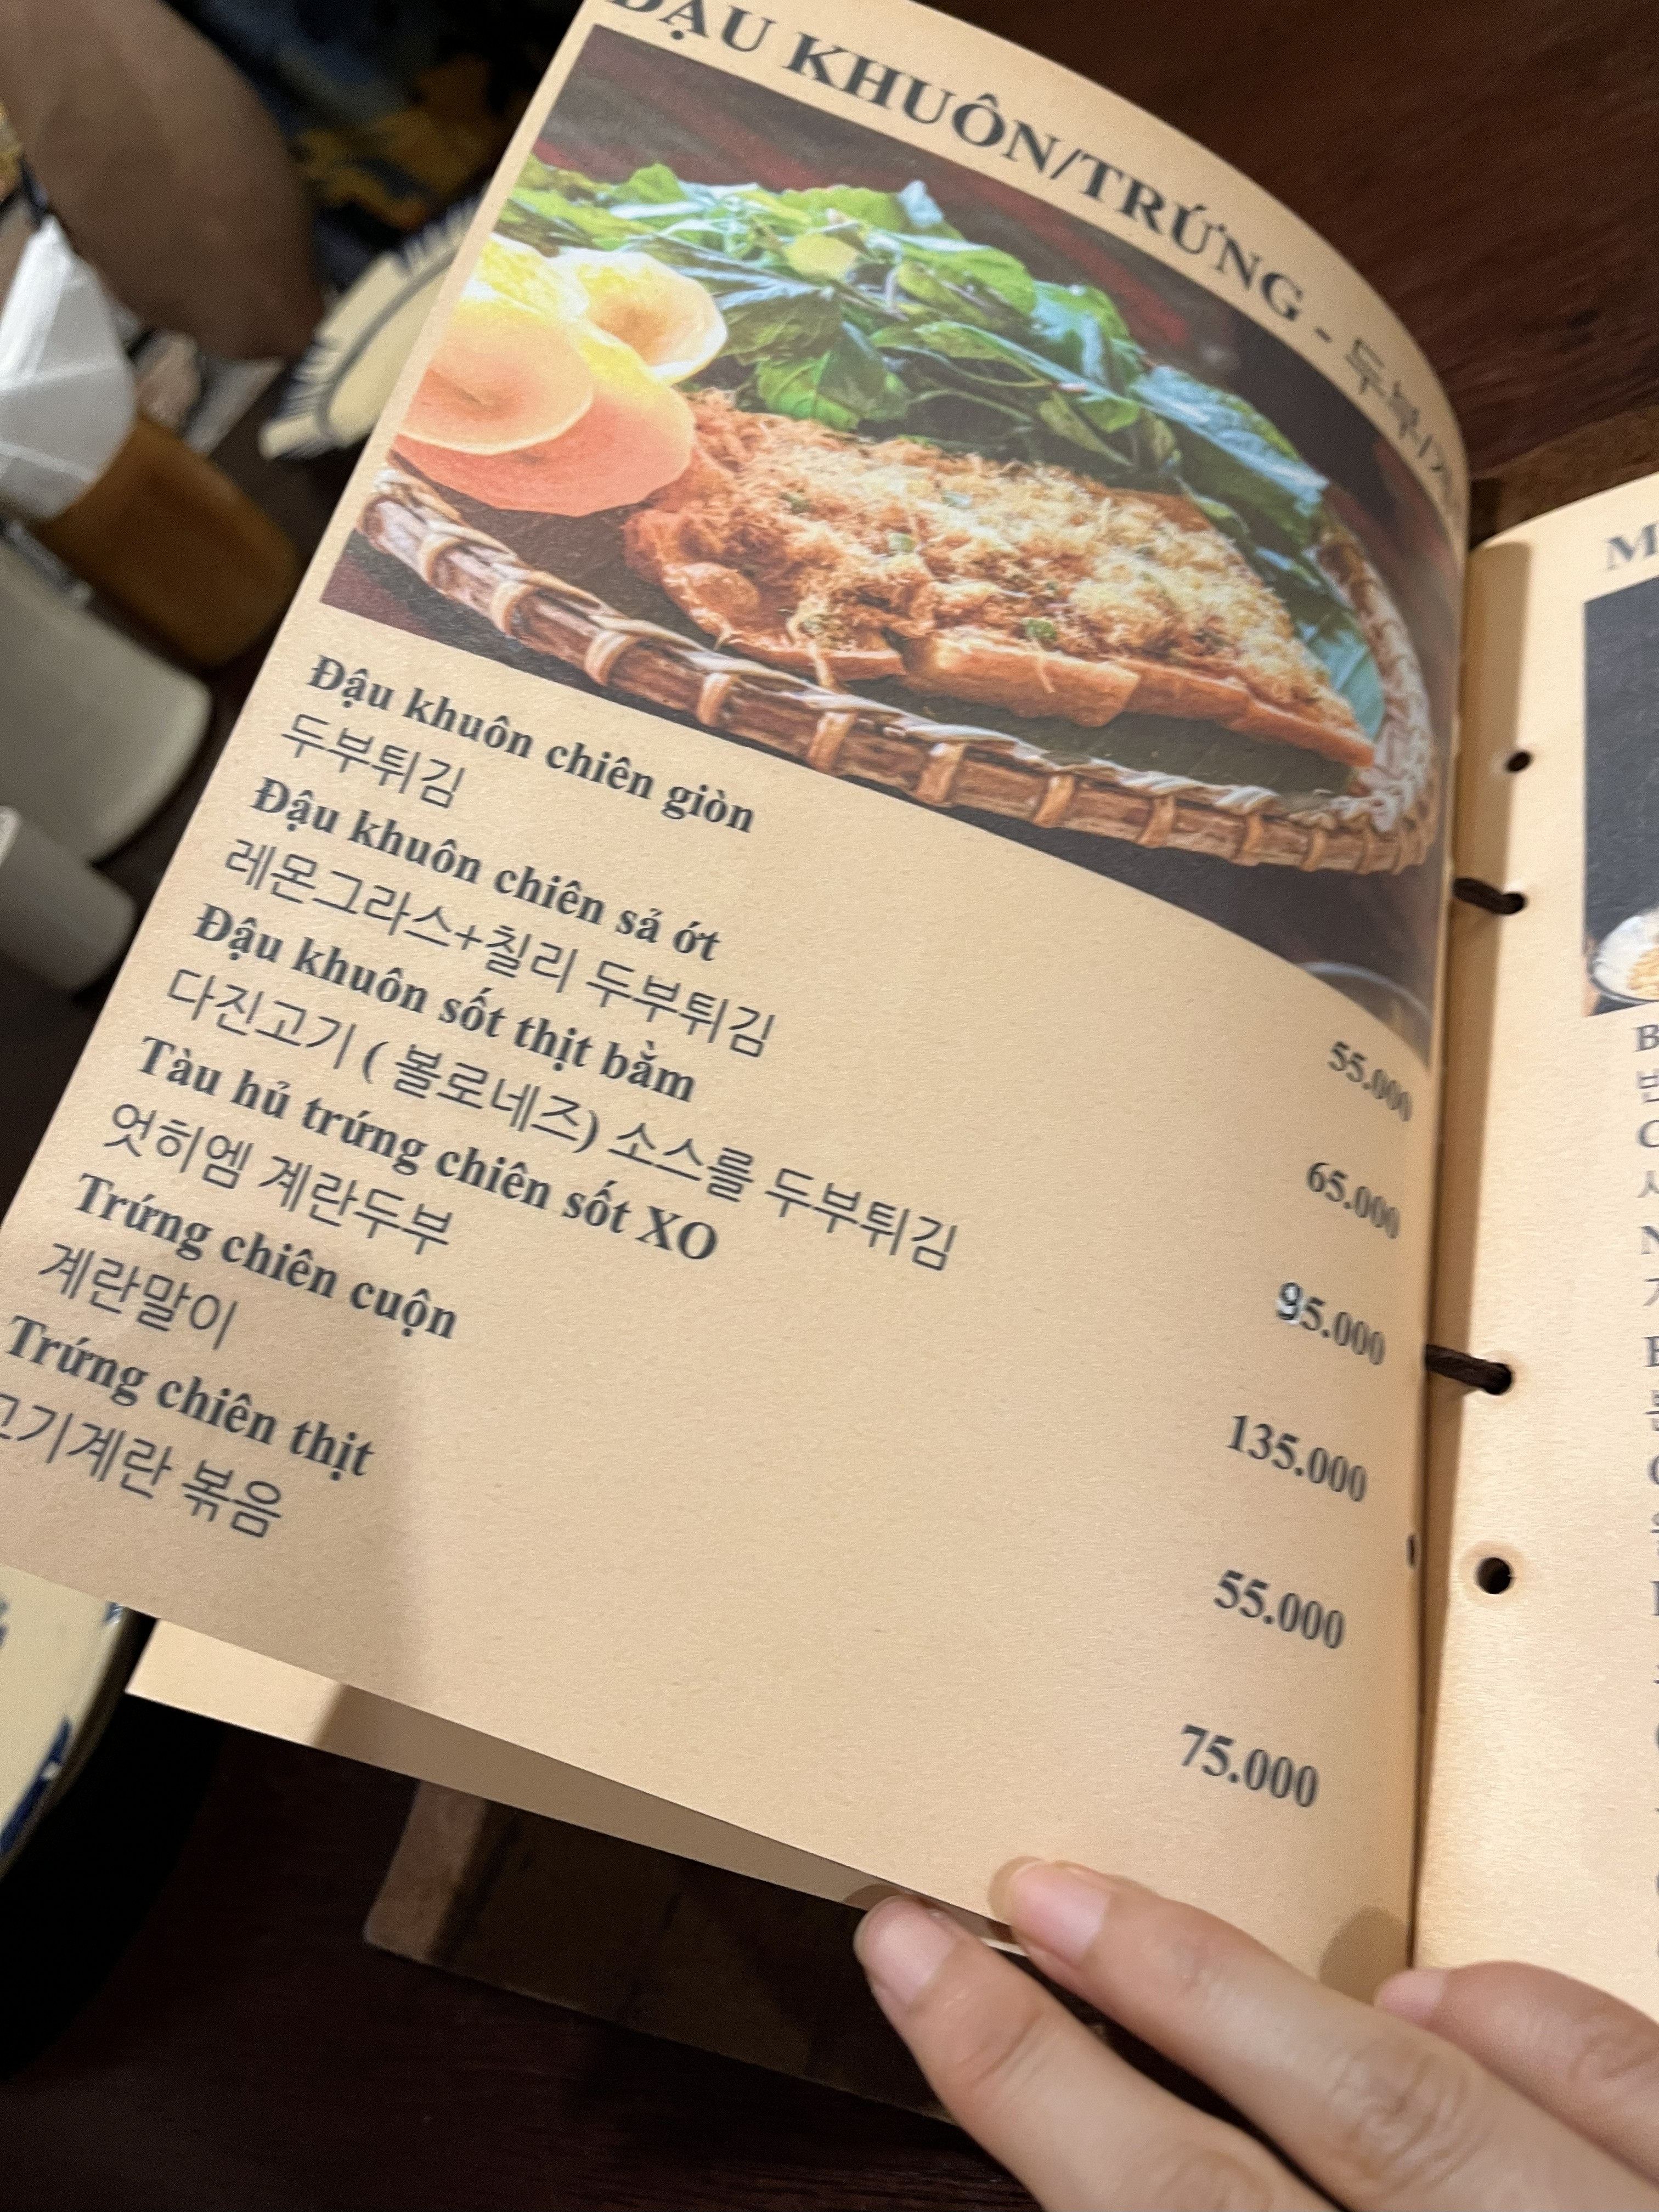 ĐẬU KHUÔN/TRỨNG - 두부/
Đậu khuôn chiên giòn 55.000
두부튀김
Đậu khuôn chiên sả ớt 65.000
레몬그라스+칠리 두부튀김
Đậu khuôn sốt thịt bằm 95.000
다진고기 ( 볼로네즈) 소스를 두부튀김
Tàu hủ trứng chiên sốt XO 135.000
엇히엠 계란두부
Trứng chiên cuộn 55.000
계란말이
Trứng chiên thịt 75.000
고기계란 볶음